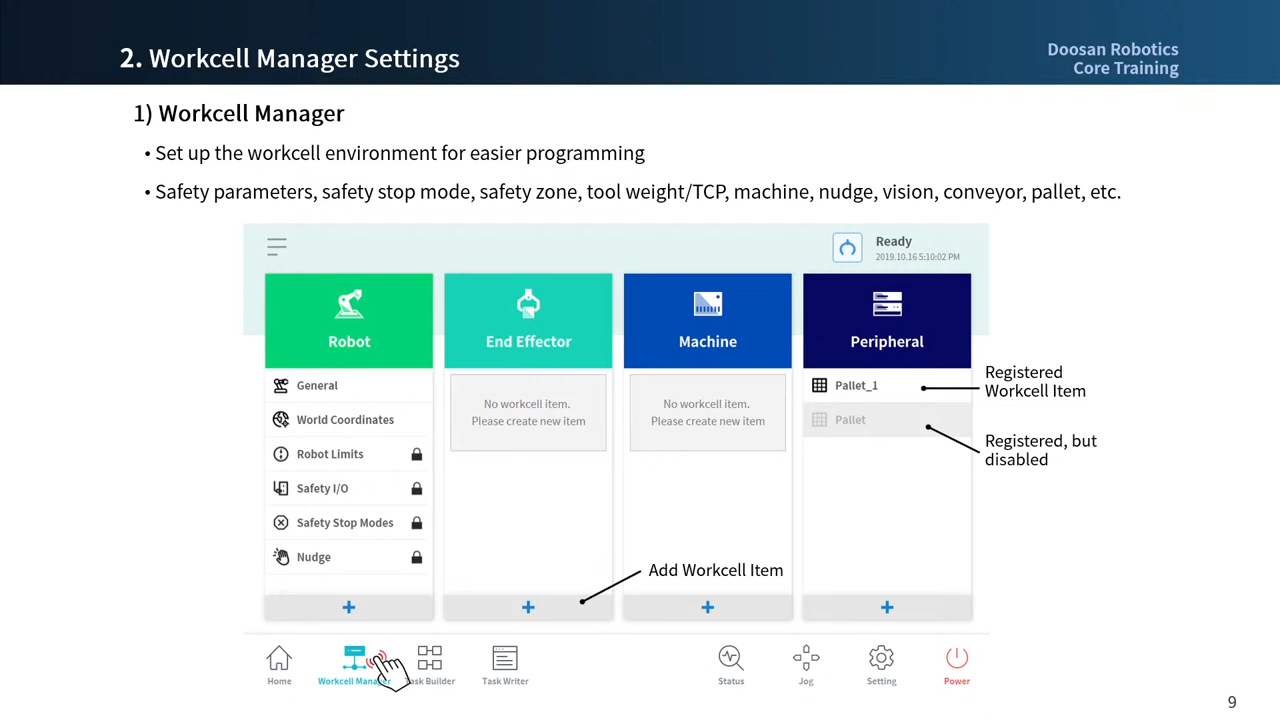 2. Workcell Manager Settings
Doosan Robotics
Core Training
1) Workcell Manager
• Set up the workcell environment for easier programming
• Safety parameters, safety stop mode, safety zone, tool weight/TCP, machine, nudge, vision, conveyor, pallet, etc.
Ready
2019.10.16 5:10:02 PM
Robot
End Effector
Machine
Peripheral
General
World Coordinates
Robot Limits
Safety I/O
Safety Stop Modes
Nudge
No workcell item.
Please create new item
No workcell item.
Please create new item
Pallet_1
Pallet
Registered
Workcell Item
Registered, but
disabled
Add Workcell Item
+
+
+
+
Home
Workcell Manager
Task Builder
Task Writer
Status
Jog
Setting
Power
9